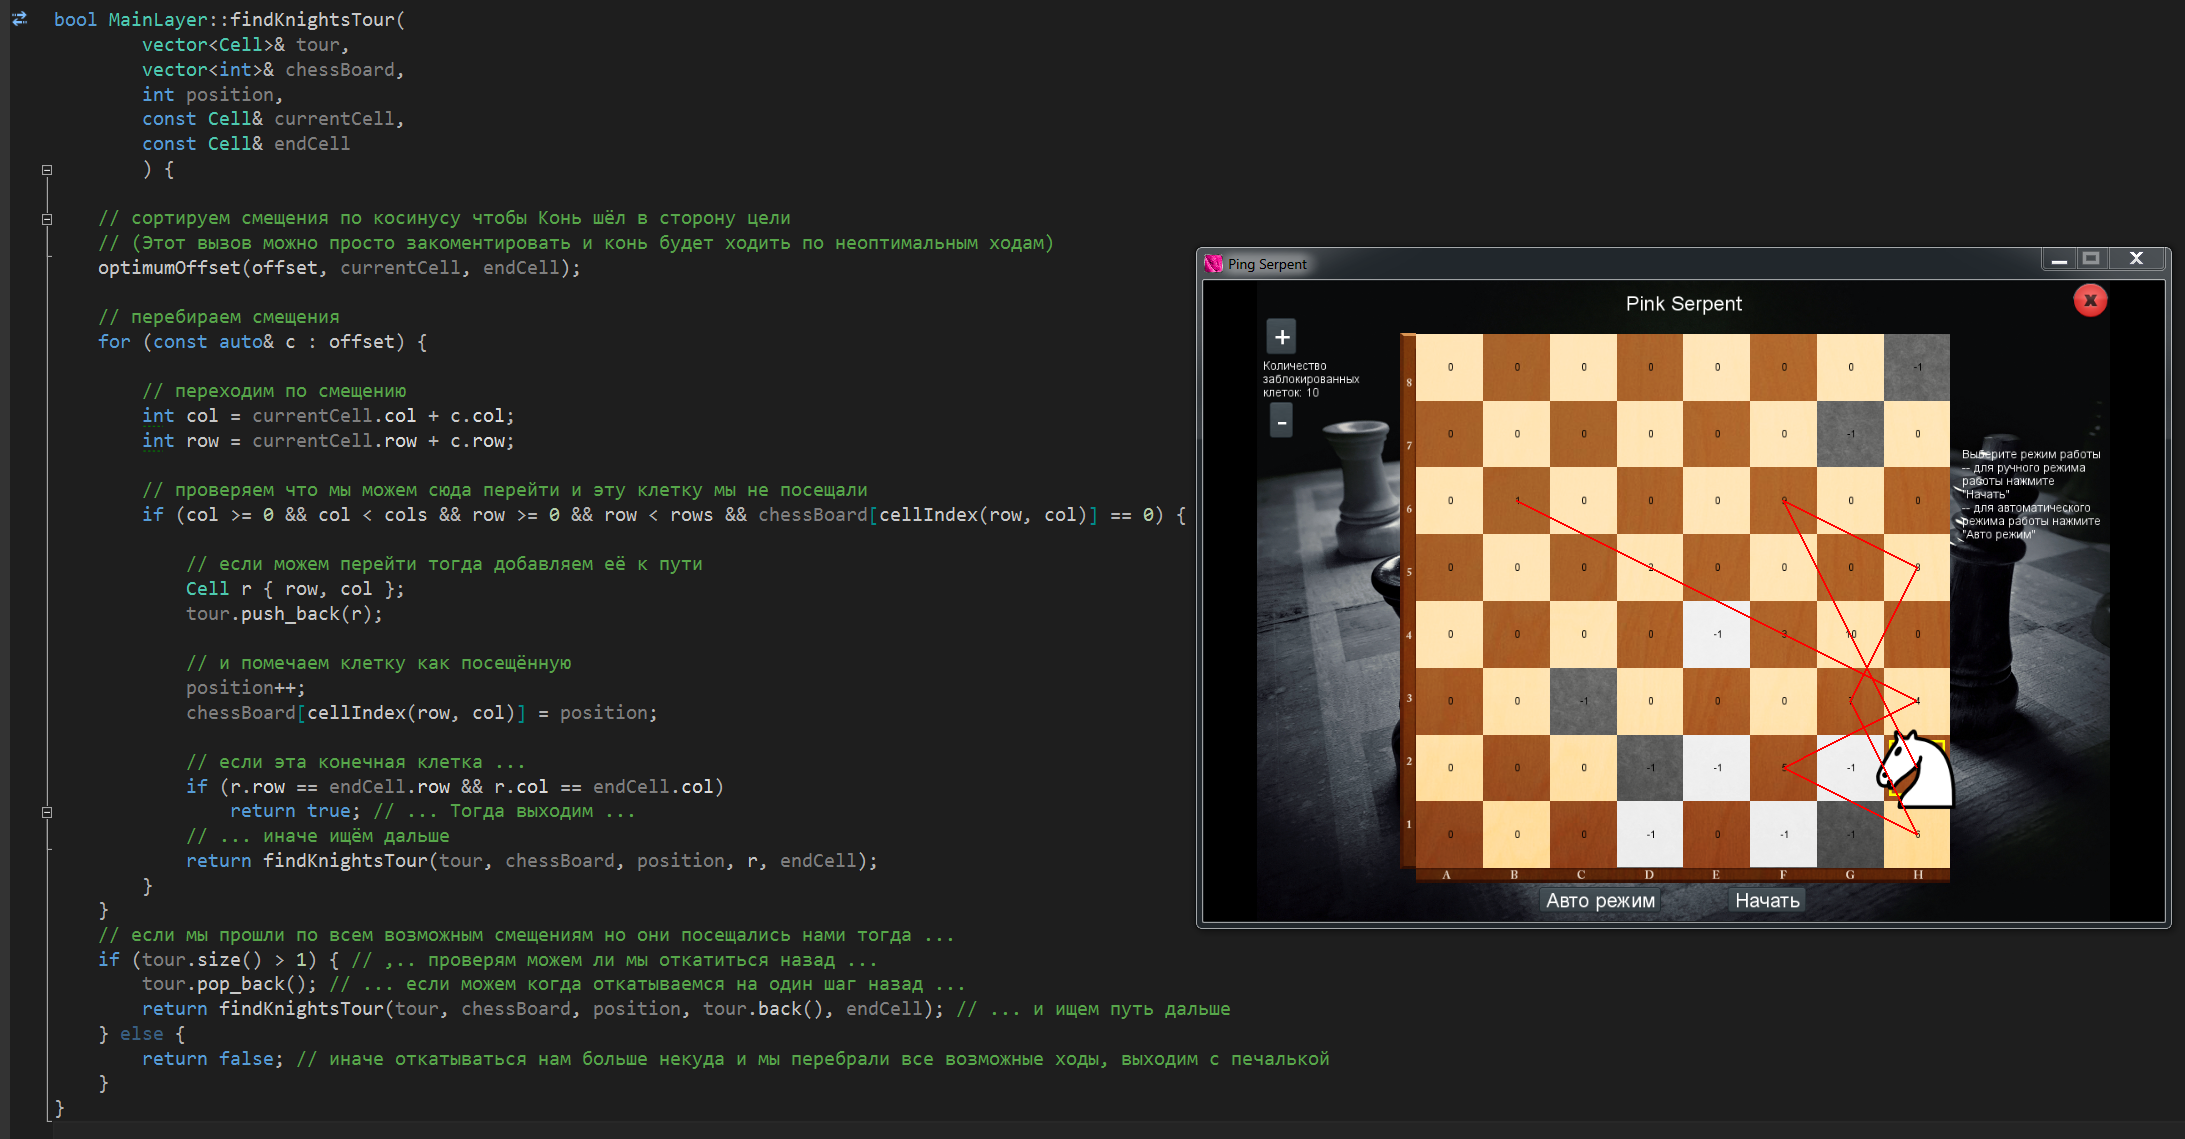 bool MainLayer::findKnightsTour(
vector<Cell>& tour,
vector<int>& chessBoard,
int position,
const Cell& currentCell,
const Cell& endCell
) {
// сортируем смещения по косинусу чтобы Конь шёл в сторону цели
// (Этот вызов можно просто закоментировать и конь будет ходить по неоптимальным ходам)
optimumOffset(offset, currentCell, endCell);
// перебираем смещения
for (const auto& c : offset) {
// переходим по смещению
int col = currentCell.col + c.col;
int row = currentCell.row + c.row;
// проверяем что мы можем сюда перейти и эту клетку мы не посещали
if (col >= 0 && col < cols && row >= 0 && row < rows && chessBoard[cellIndex(row, col)] == 0) {
// если можем перейти тогда добавляем её к пути
Cell r { row, col };
tour.push_back(r);
// и помечаем клетку как посещённую
position++;
chessBoard[cellIndex(row, col)] = position;
// если эта конечная клетка ...
if (r.row == endCell.row && r.col == endCell.col)
return true; // ... Тогда выходим ...
// ... иначе ищём дальше
return findKnightsTour(tour, chessBoard, position, r, endCell);
}
}
// если мы прошли по всем возможным смещениям но они посещались нами тогда ...
if (tour.size() > 1) { // ,.. проверям можем ли мы откатиться назад ...
tour.pop_back(); // ... если можем когда откатываемся на один шаг назад ...
return findKnightsTour(tour, chessBoard, position, tour.back(), endCell); // ... и ищем путь дальше
} else {
return false; // иначе откатываться нам больше некуда и мы перебрали все возможные ходы, выходим с печалькой
}
}
Ping Serpent
Pink Serpent
x
+
Количество
заблокированных
клеток: 10
-
8 0 0 0 0 0 0 0 -1
7 0 0 0 0 0 0 -1 0
6 0 1 0 0 0 9 0 0
5 0 0 0 2 0 0 0 8
4 0 0 0 0 -1 3 10 0
3 0 0 -1 0 0 0 7 4
2 0 0 0 -1 -1 5 -1
1 0 0 0 -1 0 -1 -1 6
A B C D E F G H
Выберите режим работы
-- для ручного режима
работы нажмите
"Начать"
-- для автоматического
режима работы нажмите
"Авто режим"
Авто режим
Начать